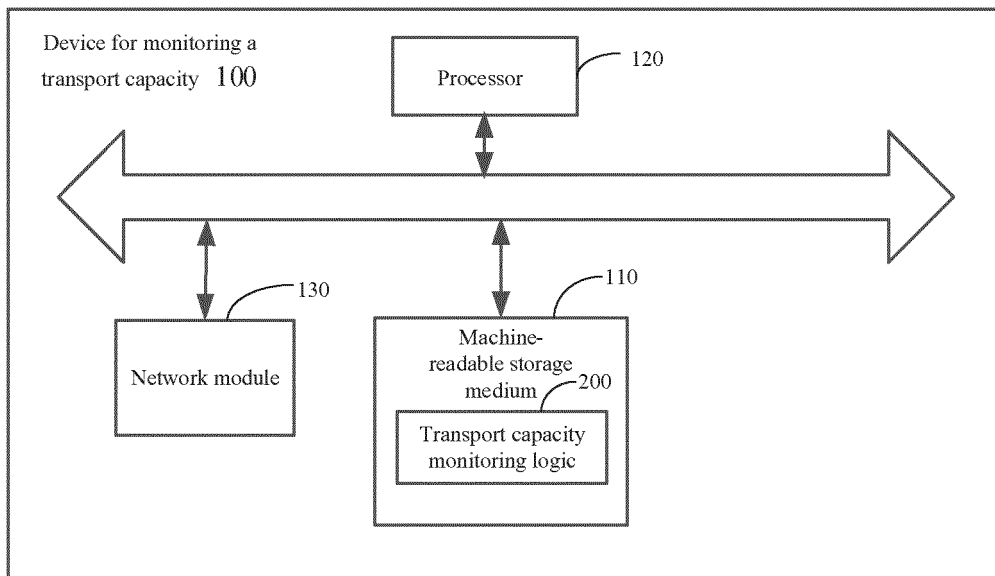 Device for monitoring a
transport capacity 100
Processor
120
130
Network module
110
Machine-
readable storage
medium
200
Transport capacity
monitoring logic